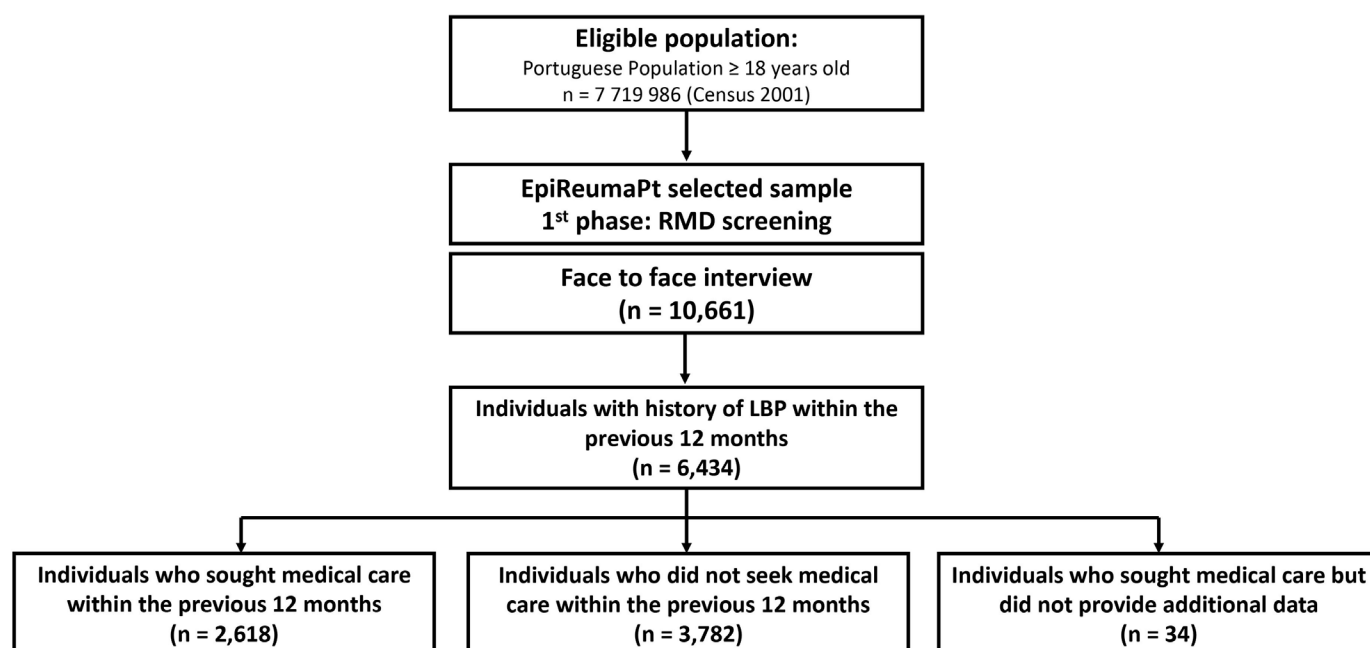 Eligible population:
Portuguese Population ≥ 18 years old
n = 7 719 986 (Census 2001)
EpiReumaPt selected sample
1st phase: RMD screening
Face to face interview
(n = 10,661)
Individuals with history of LBP within the
previous 12 months
(n = 6,434)
Individuals who sought medical care
within the previous 12 months
(n = 2,618)
Individuals who did not seek medical
care within the previous 12 months
(n = 3,782)
Individuals who sought medical care but
did not provide additional data
(n = 34)